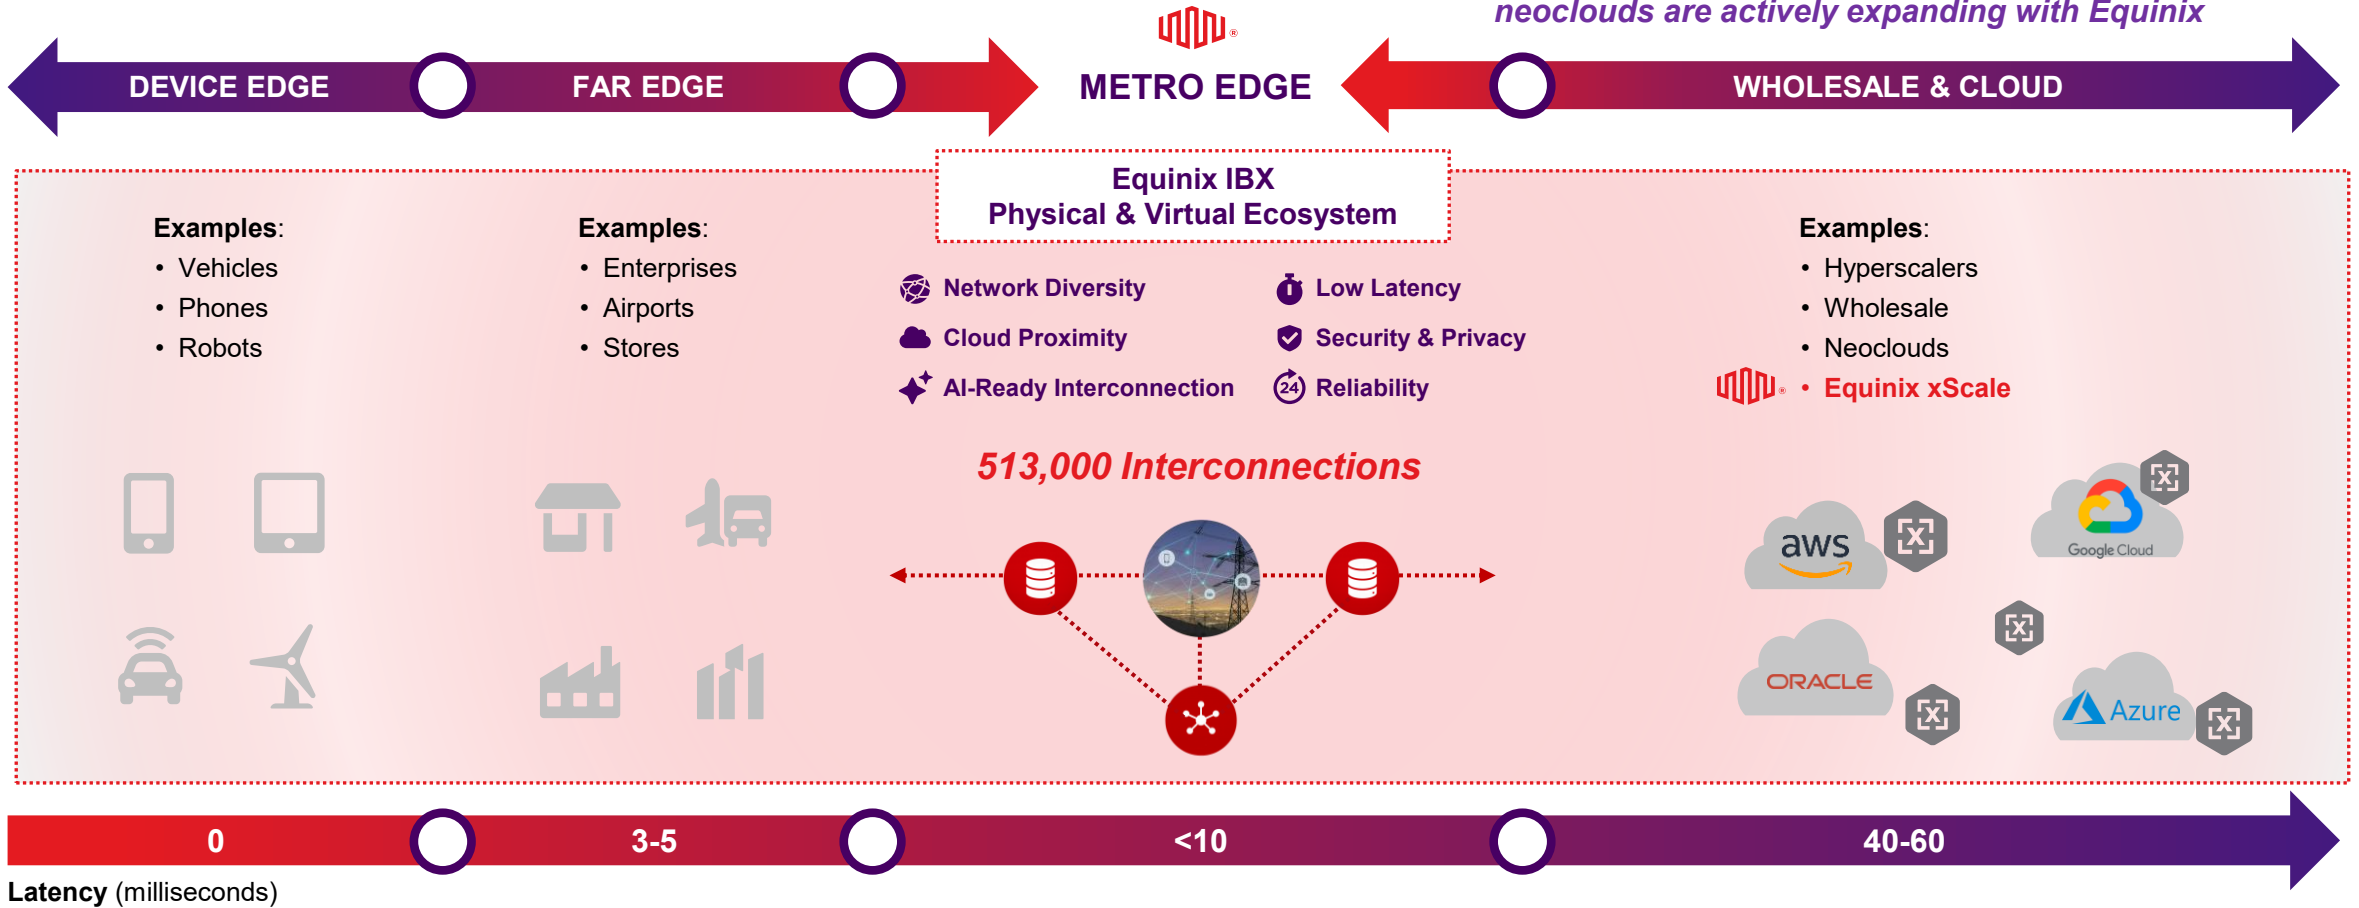 neoclouds are actively expanding with Equinix
DEVICE EDGE
FAR EDGE
METRO EDGE
WHOLESALE & CLOUD
Equinix IBX
Physical & Virtual Ecosystem
Examples:
• Vehicles
• Phones
• Robots
Examples:
• Enterprises
• Airports
• Stores
Network Diversity
Cloud Proximity
AI-Ready Interconnection
Low Latency
Security & Privacy
24 Reliability
Examples:
• Hyperscalers
• Wholesale
• Neoclouds
• Equinix xScale
513,000 Interconnections
aws
X
Google Cloud
X
X
ORACLE
X
Azure
X
0
3-5
<10
40-60
Latency (milliseconds)